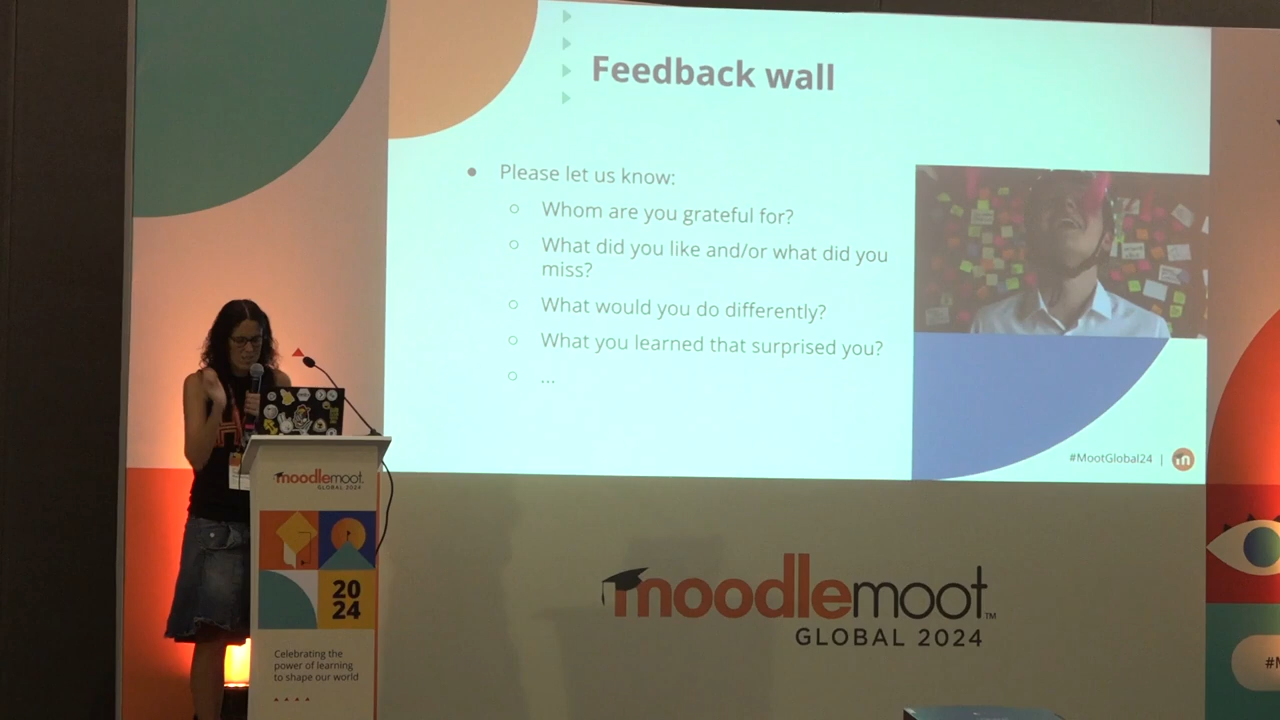 Feedback wall
Please let us know:
Whom are you grateful for?
What did you like and/or what did you
miss?
What would you do differently?
What you learned that surprised you?
...
#MootGlobal24 |
moodlemoot
GLOBAL 2024
20
24
Celebrating the
power of learning
to shape our world
moodlemoot™
GLOBAL 2024